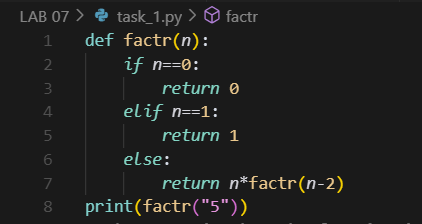 LAB 07 > task_1.py > factr
1 def factr(n):
2     if n==0:
3         return 0
4     elif n==1:
5         return 1
6     else:
7         return n*factr(n-2)
8 print(factr("5"))